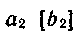 a₂ [b₂]